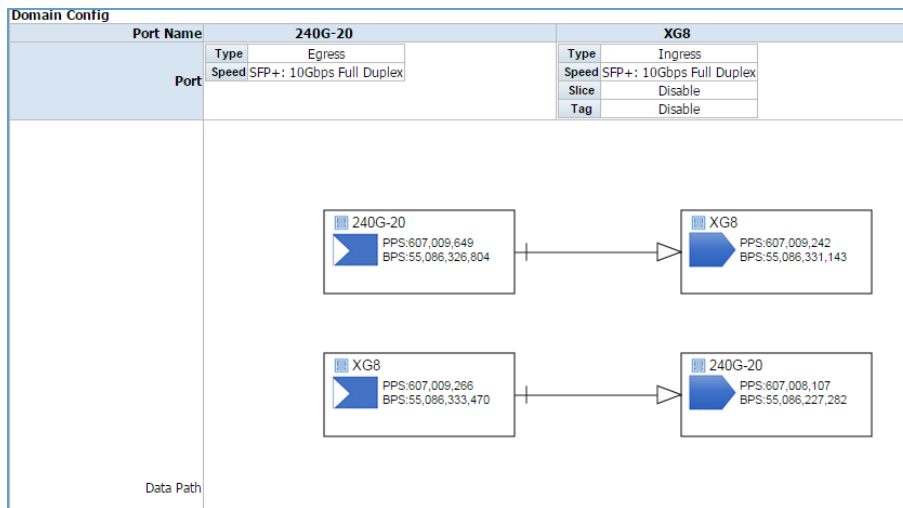 Domain Config
Port Name 240G-20 XG8
Port
Type Egress
Speed SFP+: 10Gbps Full Duplex
Type Ingress
Speed SFP+: 10Gbps Full Duplex
Slice Disable
Tag Disable
240G-20
PPS:607,009,649
BPS:55,086,326,804
XG8
PPS:607,009,242
BPS:55,086,331,143
XG8
PPS:607,009,266
BPS:55,086,333,470
240G-20
PPS:607,008,107
BPS:55,086,227,282
Data Path